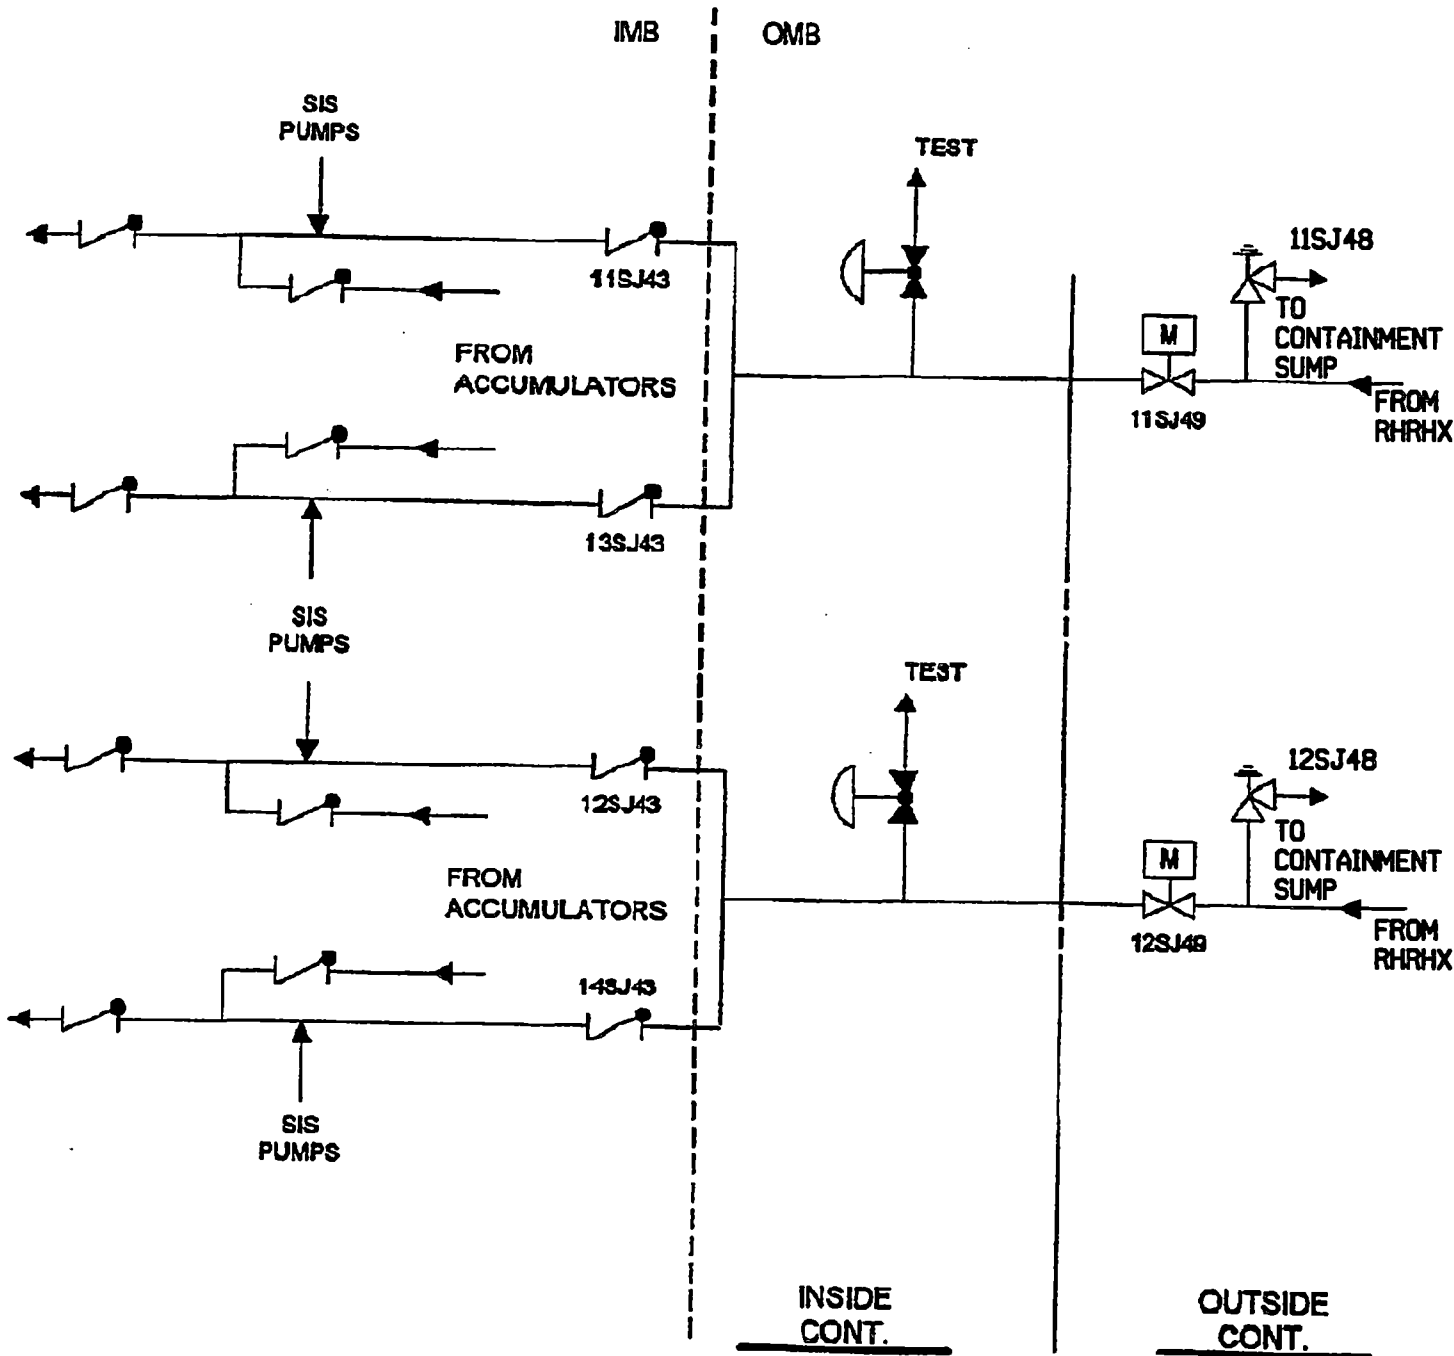 IMB
OMB
SIS
PUMPS
TEST
11SJ48
11SJ43
TO
CONTAINMENT
SUMP
M
FROM
ACCUMULATORS
11SJ49
FROM
RHRHX
13SJ43
SIS
PUMPS
TEST
12SJ48
12SJ43
TO
CONTAINMENT
SUMP
M
FROM
ACCUMULATORS
12SJ49
FROM
RHRHX
14SJ43
SIS
PUMPS
INSIDE
CONT.
OUTSIDE
CONT.